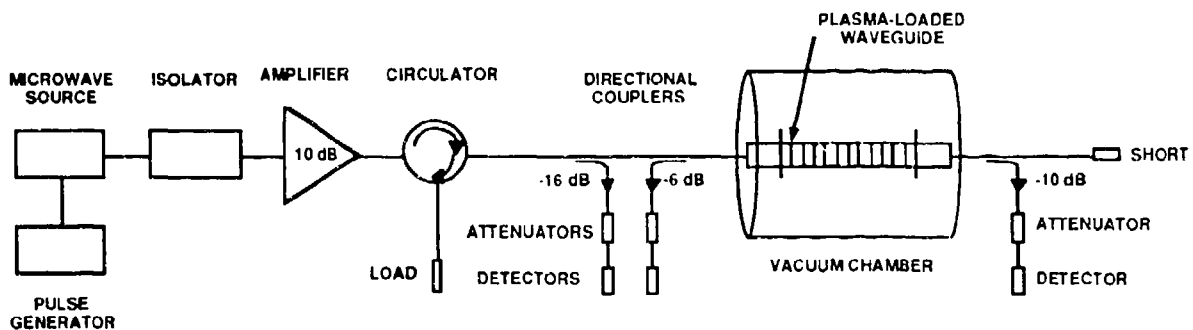 PLASMA-LOADED
WAVEGUIDE
MICROWAVE
SOURCE
ISOLATOR
AMPLIFIER
CIRCULATOR
DIRECTIONAL
COUPLERS
10 dB
-16 dB
-6 dB
-10 dB
SHORT
ATTENUATORS
ATTENUATOR
LOAD
DETECTORS
VACUUM CHAMBER
DETECTOR
PULSE
GENERATOR